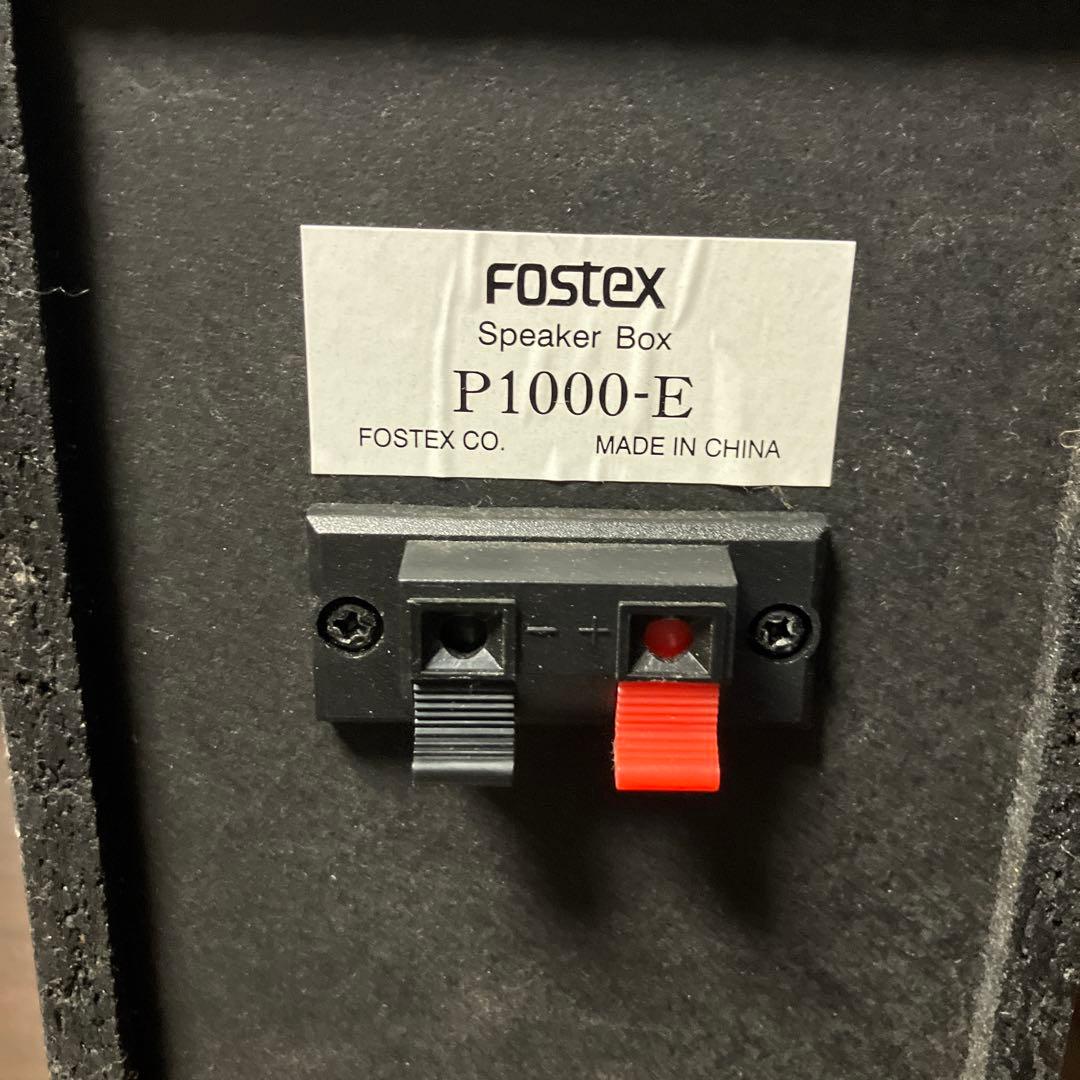 FOSTEX
Speaker Box
P1000-E
FOSTEX CO. MADE IN CHINA
- +